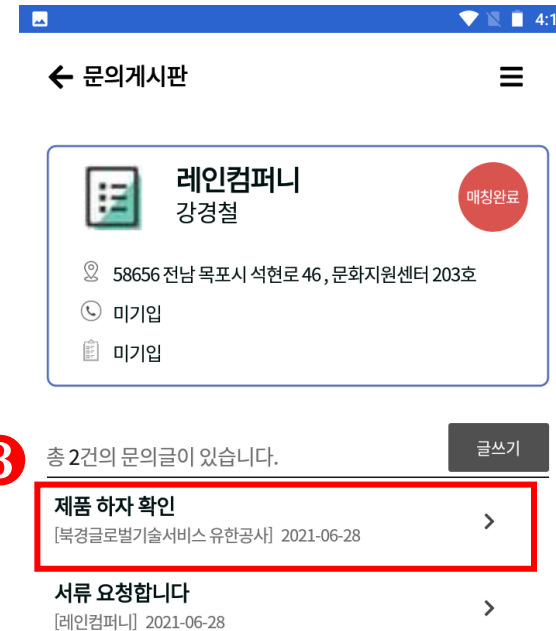 4:1
문의게시판
레인컴퍼니
강경철
매칭완료
58656 전남 목포시 석현로 46 , 문화지원센터 203호
미기입
미기입
3
총 2건의 문의글이 있습니다.
글쓰기
제품 하자 확인
[북경글로벌기술서비스 유한공사] 2021-06-28
서류 요청합니다
[레인컴퍼니] 2021-06-28